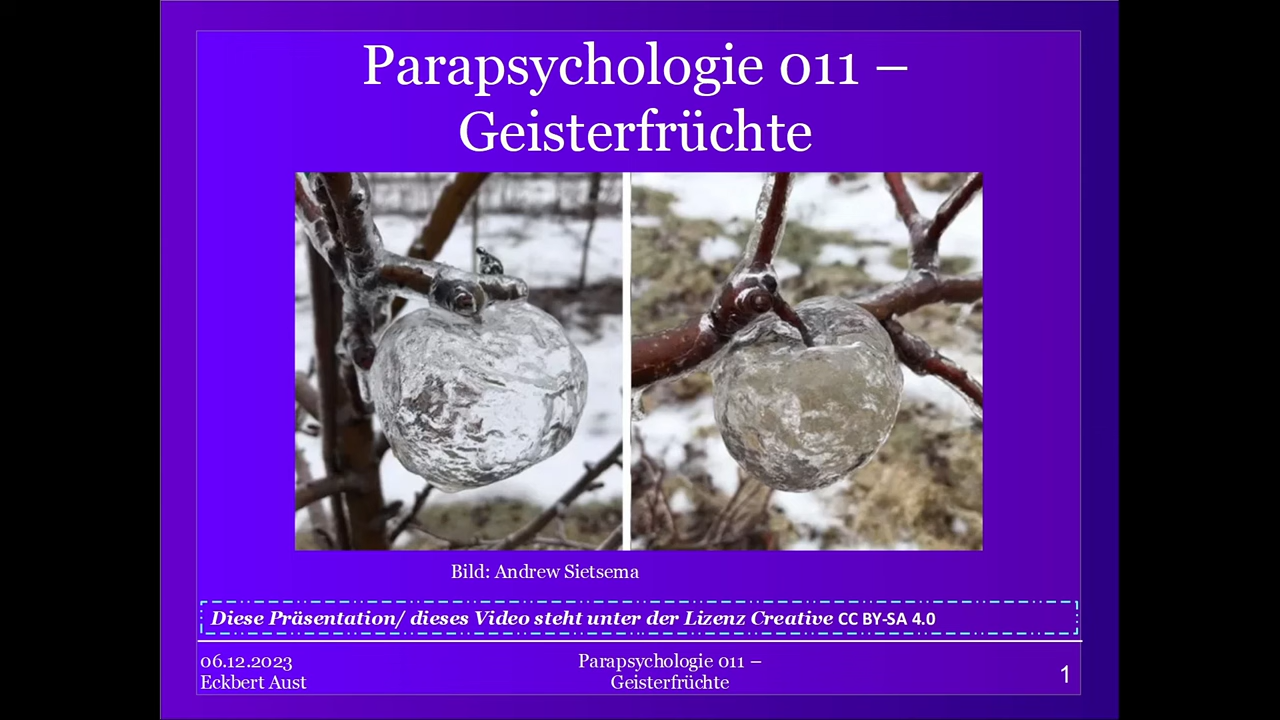 Parapsychologie 011 –
Geisterfrüchte
Bild: Andrew Sietsema
Diese Präsentation/ dieses Video steht unter der Lizenz Creative CC BY-SA 4.0
06.12.2023
Eckbert Aust
Parapsychologie 011 –
Geisterfrüchte
1